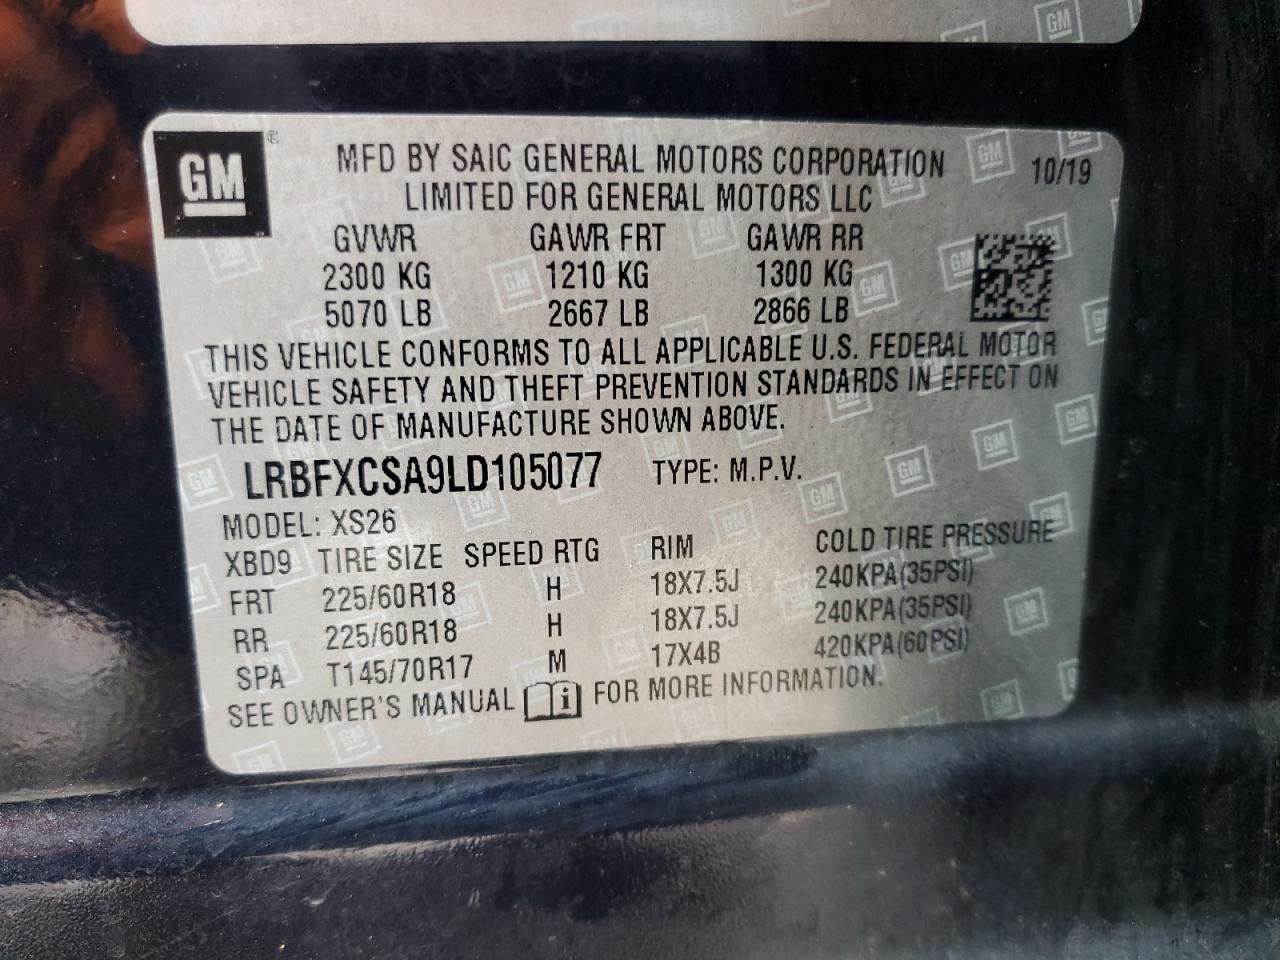 GM
MFD BY SAIC GENERAL MOTORS CORPORATION 10/19
LIMITED FOR GENERAL MOTORS LLC
GVWR GAWR FRT GAWR RR
2300 KG 1210 KG 1300 KG
5070 LB 2667 LB 2866 LB
THIS VEHICLE CONFORMS TO ALL APPLICABLE U.S. FEDERAL MOTOR
VEHICLE SAFETY AND THEFT PREVENTION STANDARDS IN EFFECT ON
THE DATE OF MANUFACTURE SHOWN ABOVE.
LRBFXCSA9LD105077 TYPE: M.P.V.
MODEL: XS26
XBD9 TIRE SIZE SPEED RTG RIM COLD TIRE PRESSURE
FRT 225/60R18 H 18X7.5J 240KPA(35PSI)
RR 225/60R18 H 18X7.5J 240KPA(35PSI)
SPA T145/70R17 M 17X4B 420KPA(60PSI)
SEE OWNER'S MANUAL i FOR MORE INFORMATION.